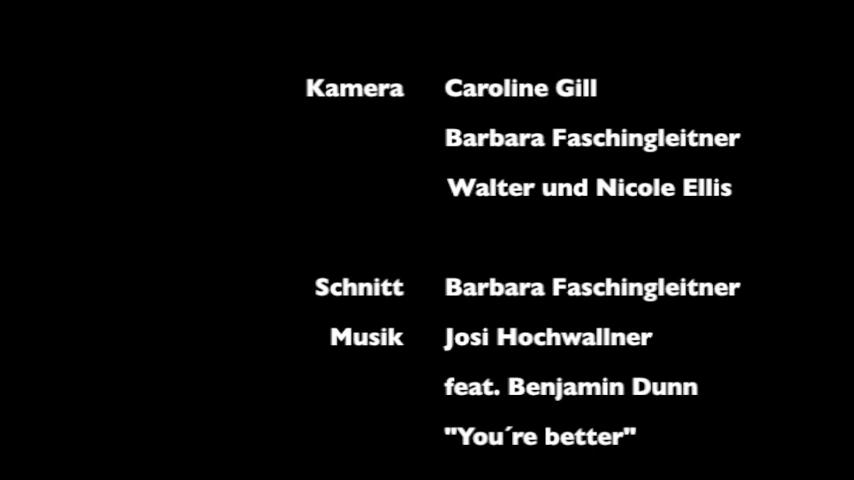 Kamera Caroline Gill
Barbara Faschingleitner
Walter und Nicole Ellis
Schnitt Barbara Faschingleitner
Musik Josi Hochwallner
feat. Benjamin Dunn
"You´re better"